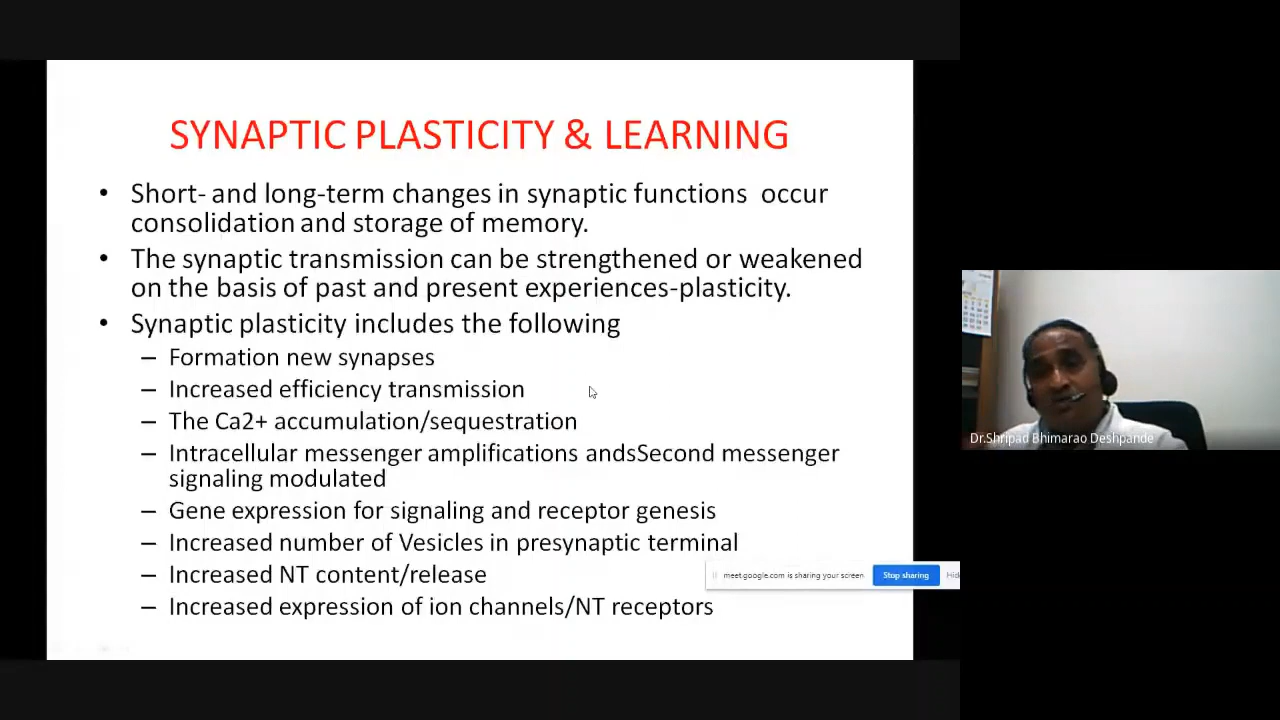 SYNAPTIC PLASTICITY & LEARNING
• Short- and long-term changes in synaptic functions occur
consolidation and storage of memory.
• The synaptic transmission can be strengthened or weakened
on the basis of past and present experiences-plasticity.
• Synaptic plasticity includes the following
– Formation new synapses
– Increased efficiency transmission
– The Ca2+ accumulation/sequestration
– Intracellular messenger amplifications andsSecond messenger
signaling modulated
– Gene expression for signaling and receptor genesis
– Increased number of Vesicles in presynaptic terminal
– Increased NT content/release
– Increased expression of ion channels/NT receptors
meet.google.com is sharing your screen.
Stop sharing
Dr.Shripad Bhimarao Deshpande